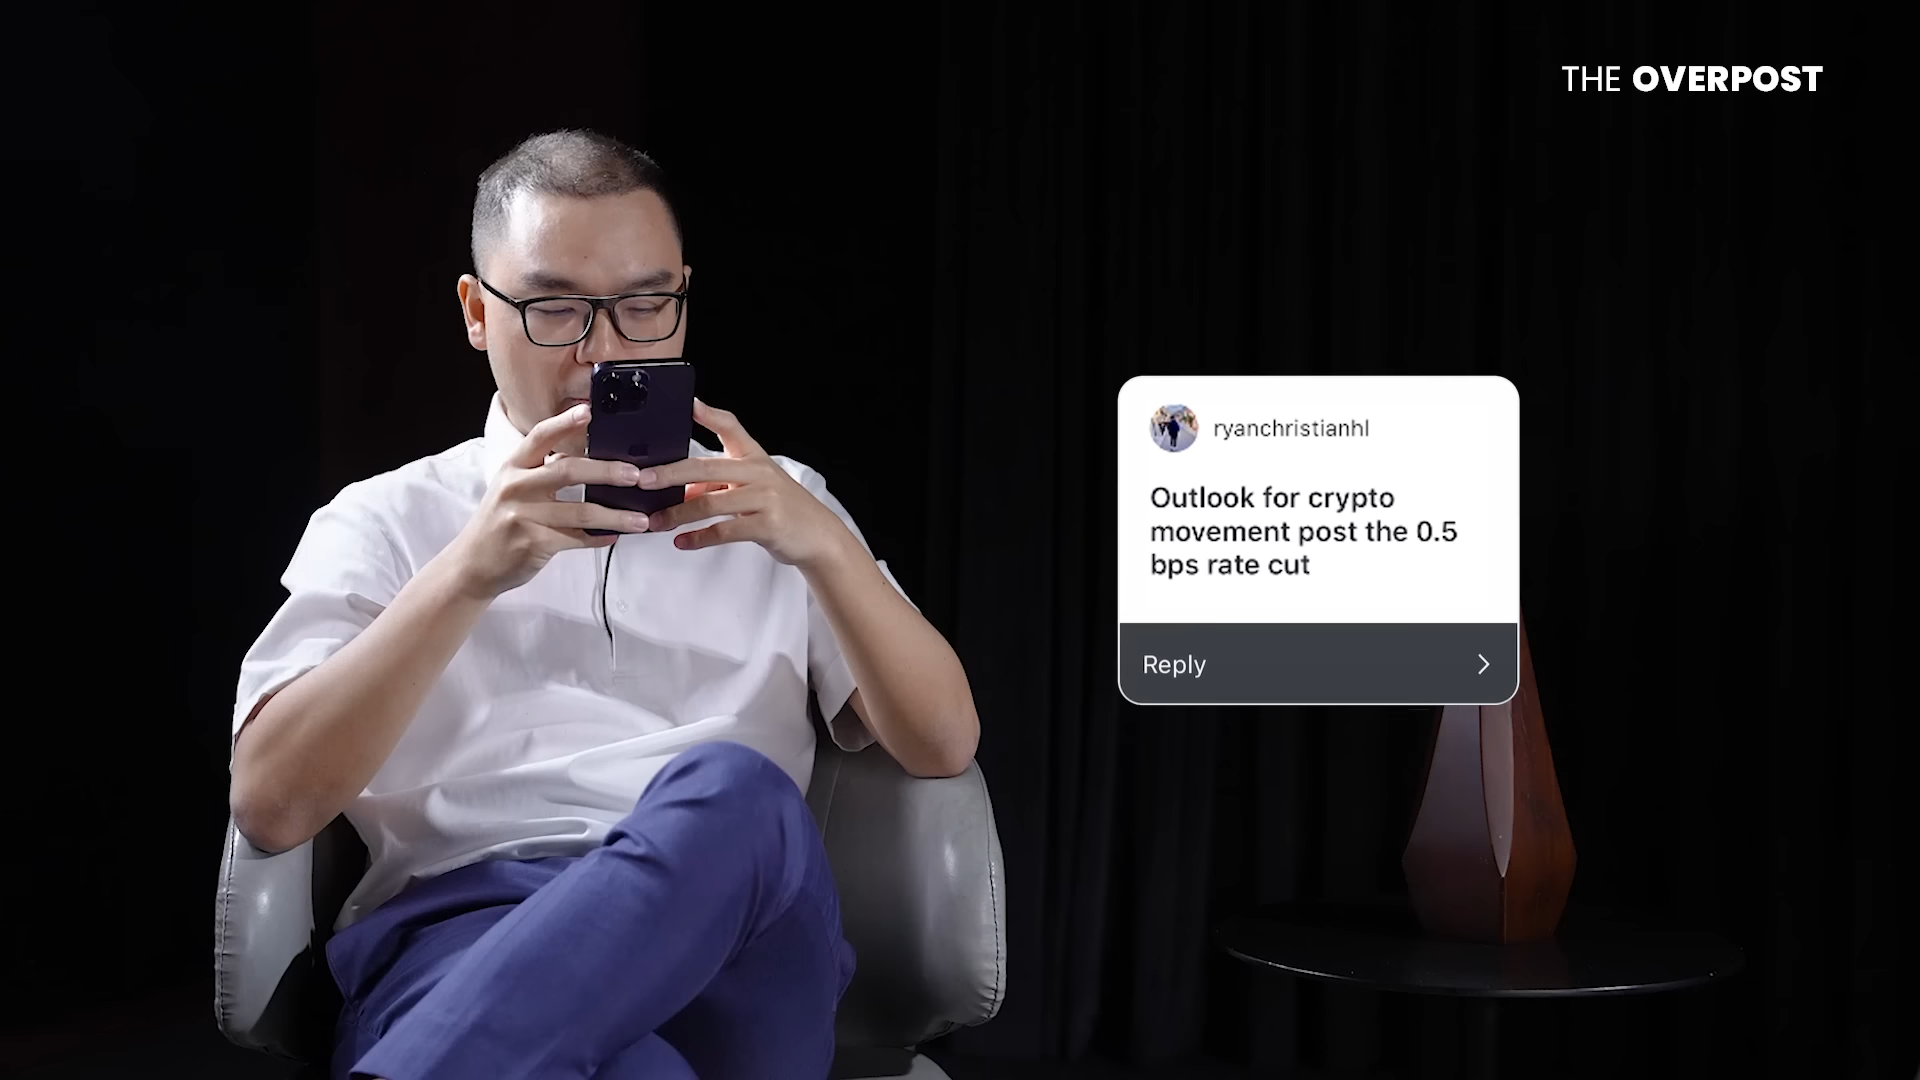 THE OVERPOST
ryanchristianhl
Outlook for crypto
movement post the 0.5
bps rate cut
Reply